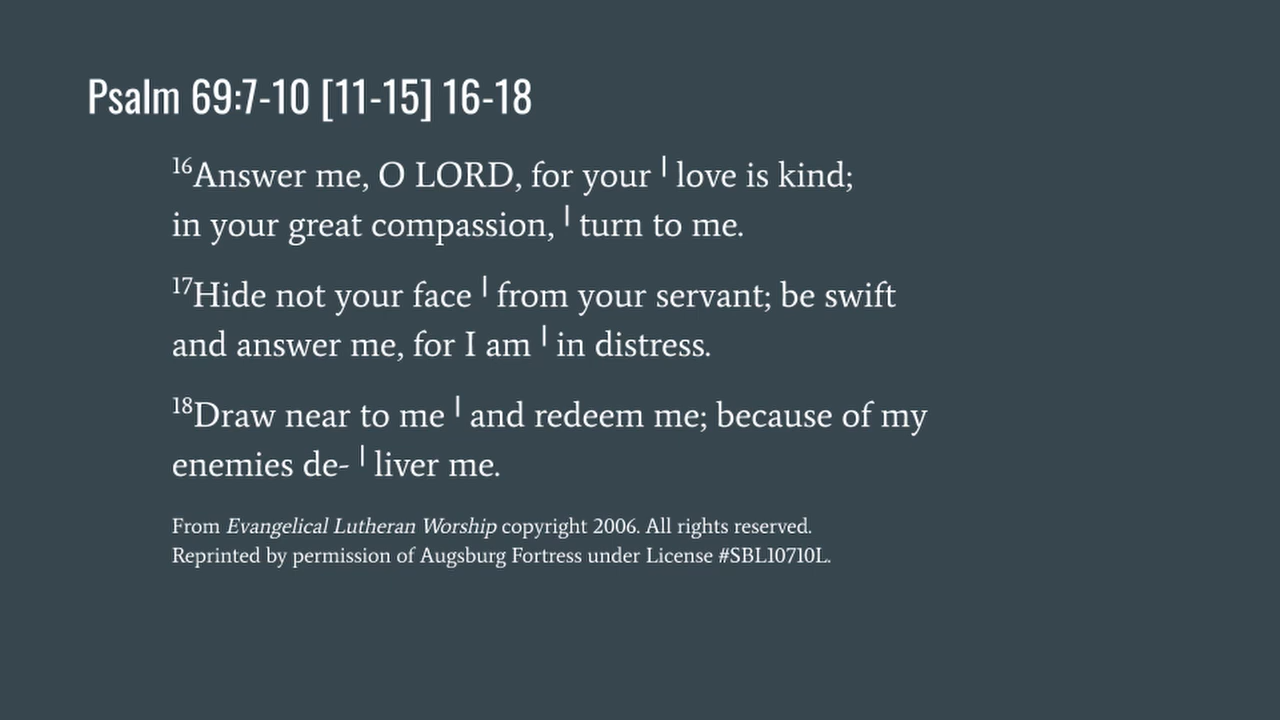 Psalm 69:7-10 [11-15] 16-18
¹⁶Answer me, O LORD, for your | love is kind;
in your great compassion, | turn to me.
¹⁷Hide not your face | from your servant; be swift
and answer me, for I am | in distress.
¹⁸Draw near to me | and redeem me; because of my
enemies de- | liver me.
From Evangelical Lutheran Worship copyright 2006. All rights reserved.
Reprinted by permission of Augsburg Fortress under License #SBL10710L.